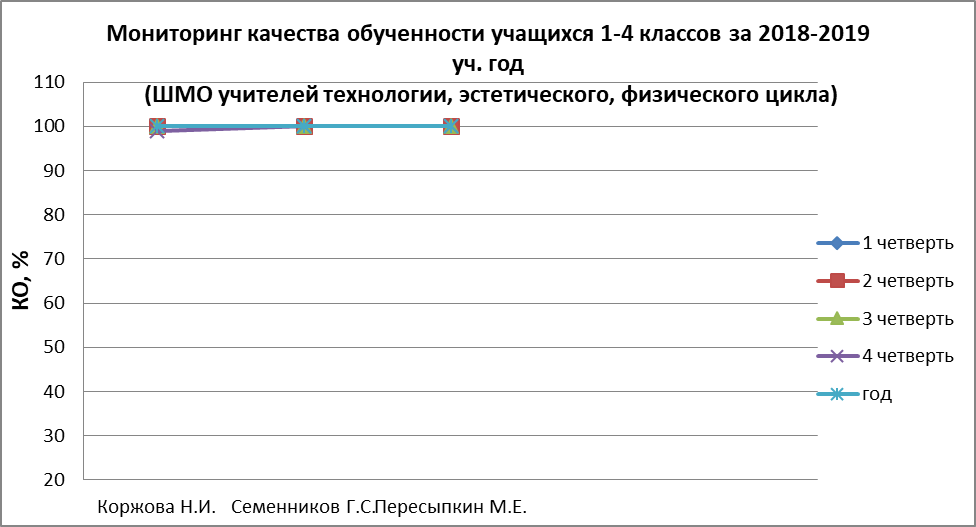 Мониторинг качества обученности учащихся 1-4 классов за 2018-2019
уч. год
(ШМО учителей технологии, эстетического, физического цикла)
110
100
90
80
70
60
50
40
30
20
КО, %
1 четверть
2 четверть
3 четверть
4 четверть
год
Коржова Н.И. Семенников Г.С.Пересыпкин М.Е.